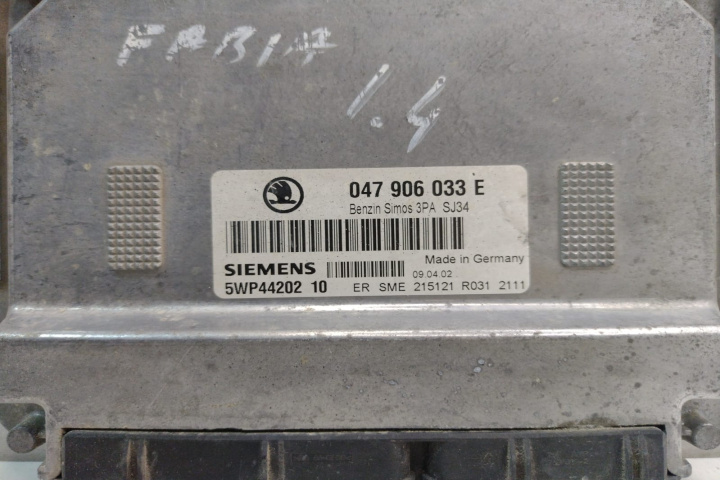 FABIA
1.4
047 906 033 E
Benzin Simos 3PA SJ34
Made in Germany
SIEMENS
09.04.02
5WP44202 10 ER SME 215121 R031 2111